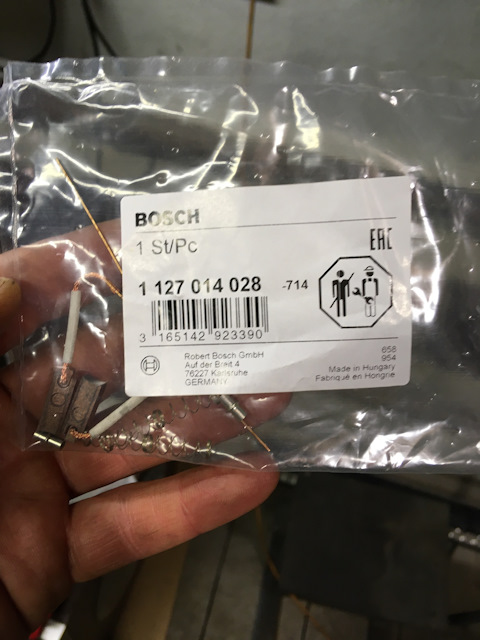 BOSCH
1 St/Pc
EAC
1 127 014 028 -714
3 165142 923390
Robert Bosch GmbH
Auf der Breit 4
76227 Karlsruhe
GERMANY
658
954
Made in Hungary
Fabriqué en Hongrie